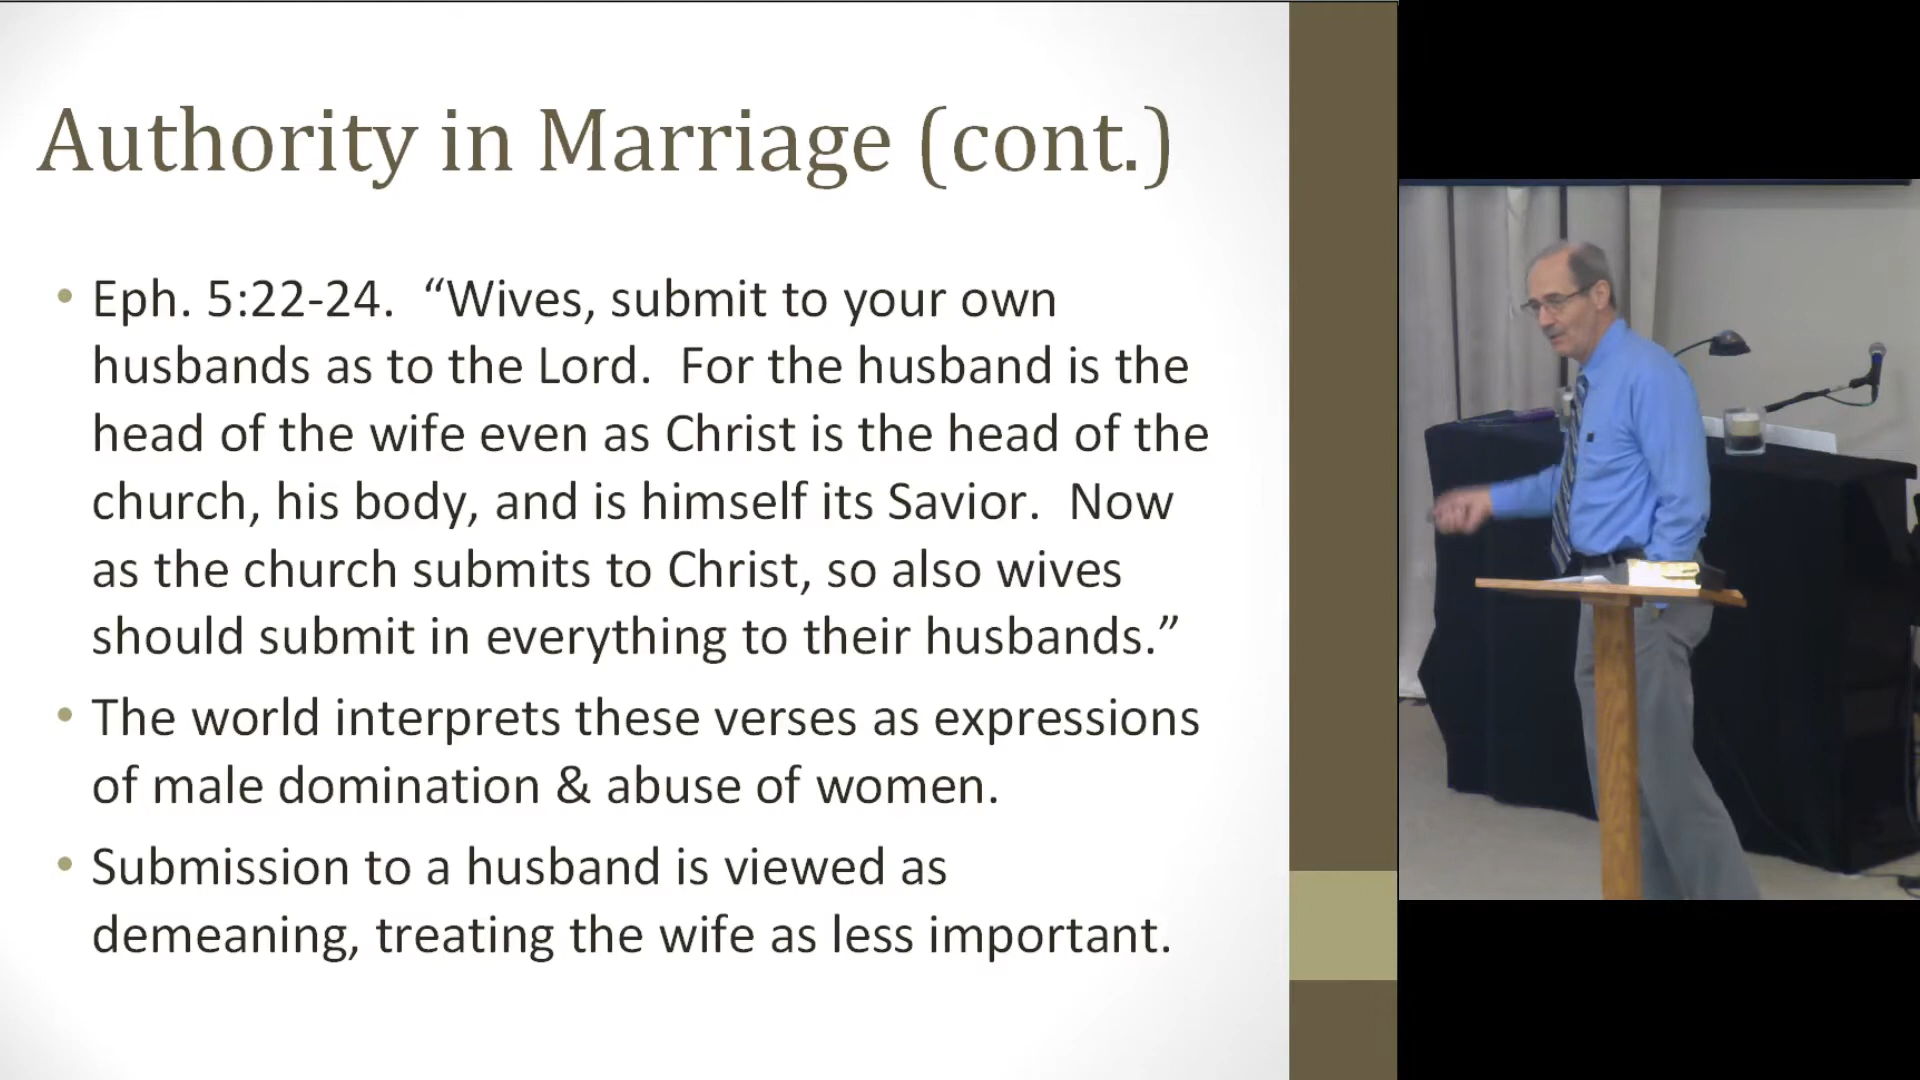 Authority in Marriage (cont.)
• Eph. 5:22-24.  “Wives, submit to your own
husbands as to the Lord.  For the husband is the
head of the wife even as Christ is the head of the
church, his body, and is himself its Savior.  Now
as the church submits to Christ, so also wives
should submit in everything to their husbands.”
• The world interprets these verses as expressions
of male domination & abuse of women.
• Submission to a husband is viewed as
demeaning, treating the wife as less important.